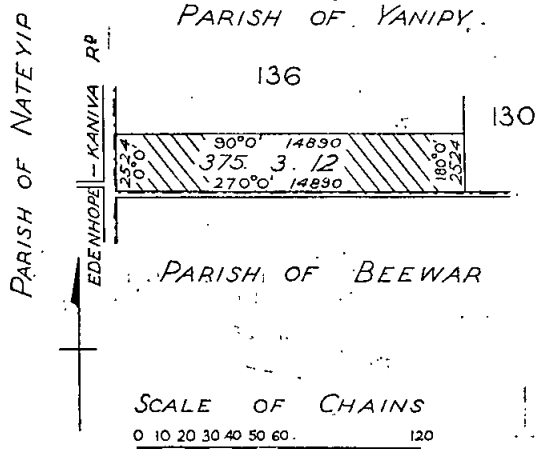 PARISH OF YANIPY.
PARISH OF NATEYIP
EDENHOPE – KANIVA Rᴰ
136
130
90°0' 14890
2524
0°0'
375. 3. 12
180°0'
2524
270°0' 14890
PARISH OF BEEWAR
SCALE OF CHAINS
0 10 20 30 40 50 60. 120